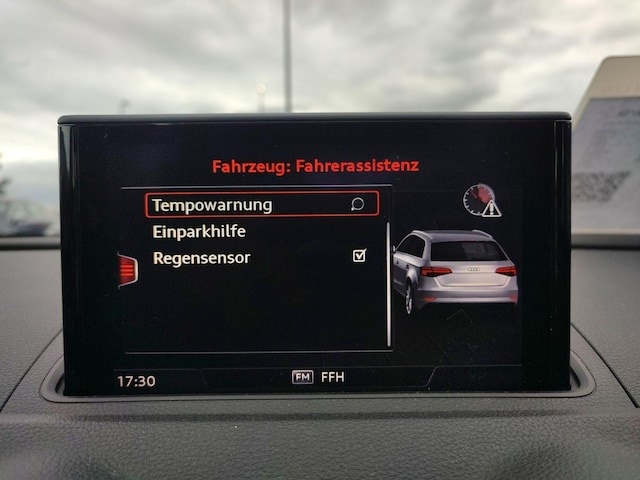 Fahrzeug: Fahrerassistenz
Tempowarnung
Einparkhilfe
Regensensor
17:30
FM FFH